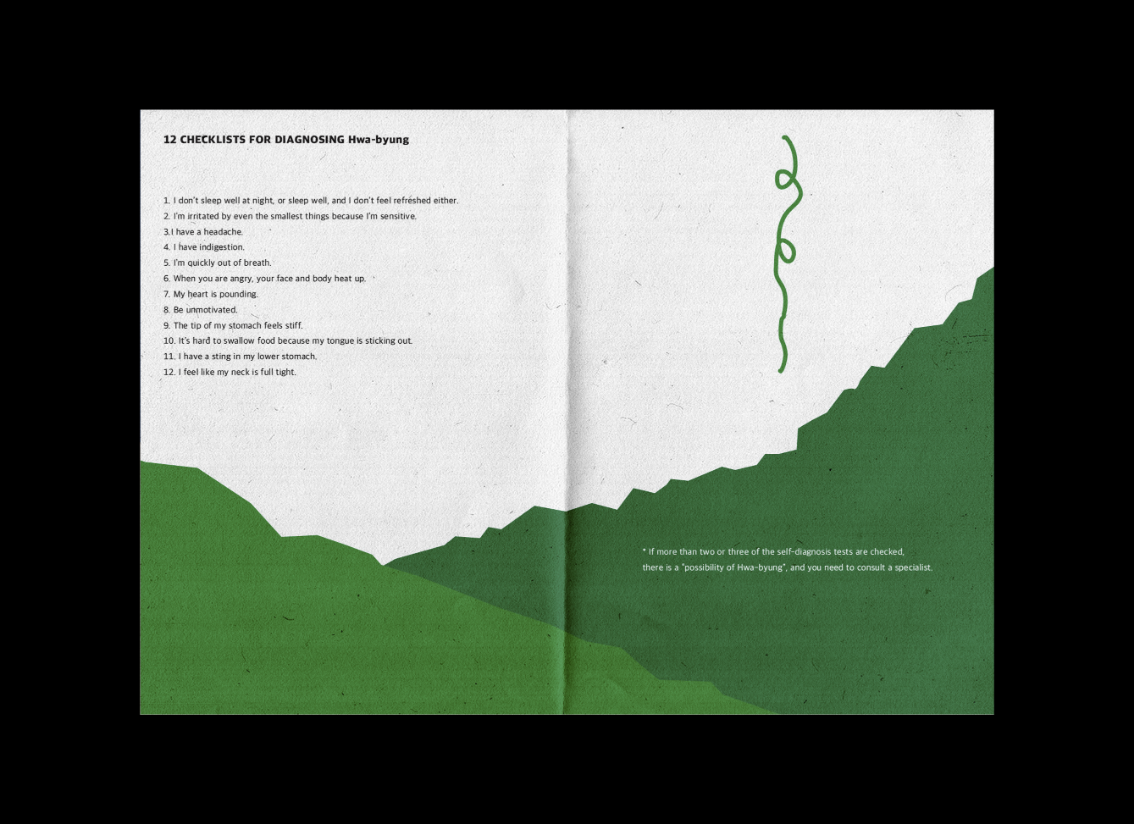 12 CHECKLISTS FOR DIAGNOSING Hwa-byung
1. I don't sleep well at night, or sleep well, and I don't feel refreshed either.
2. I'm irritated by even the smallest things because I'm sensitive.
3.I have a headache.
4. I have indigestion.
5. I'm quickly out of breath.
6. When you are angry, your face and body heat up.
7. My heart is pounding.
8. Be unmotivated.
9. The tip of my stomach feels stiff.
10. It's hard to swallow food because my tongue is sticking out.
11. I have a sting in my lower stomach.
12. I feel like my neck is full tight.
* If more than two or three of the self-diagnosis tests are checked,
there is a "possibility of Hwa-byung", and you need to consult a specialist.